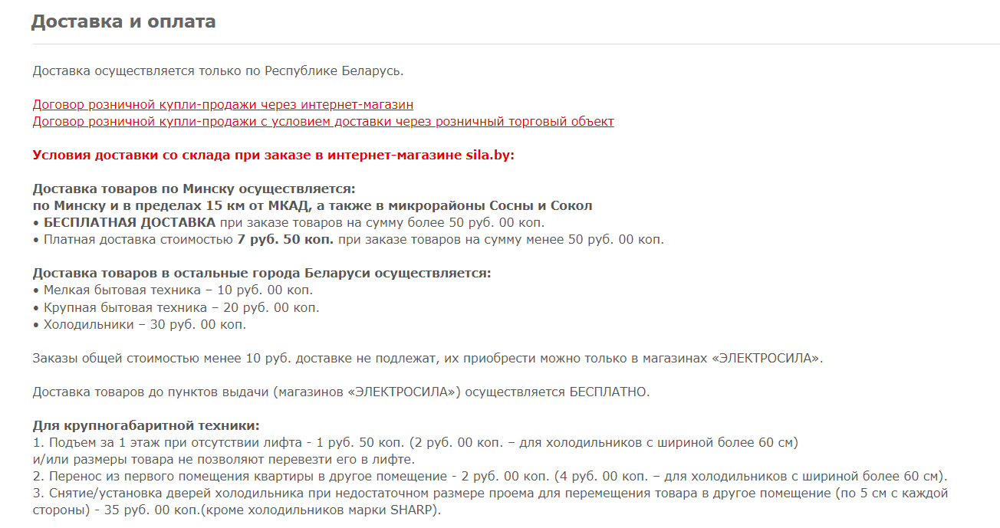 Доставка и оплата
Доставка осуществляется только по Республике Беларусь.
Договор розничной купли-продажи через интернет-магазин
Договор розничной купли-продажи с условием доставки через розничный торговый объект
Условия доставки со склада при заказе в интернет-магазине sila.by:
Доставка товаров по Минску осуществляется:
по Минску и в пределах 15 км от МКАД, а также в микрорайоны Сосны и Сокол
• БЕСПЛАТНАЯ ДОСТАВКА при заказе товаров на сумму более 50 руб. 00 коп.
• Платная доставка стоимостью 7 руб. 50 коп. при заказе товаров на сумму менее 50 руб. 00 коп.
Доставка товаров в остальные города Беларуси осуществляется:
• Мелкая бытовая техника – 10 руб. 00 коп.
• Крупная бытовая техника – 20 руб. 00 коп.
• Холодильники – 30 руб. 00 коп.
Заказы общей стоимостью менее 10 руб. доставке не подлежат, их приобрести можно только в магазинах «ЭЛЕКТРОСИЛА».
Доставка товаров до пунктов выдачи (магазинов «ЭЛЕКТРОСИЛА») осуществляется БЕСПЛАТНО.
Для крупногабаритной техники:
1. Подъем за 1 этаж при отсутствии лифта - 1 руб. 50 коп. (2 руб. 00 коп. – для холодильников с шириной более 60 см)
и/или размеры товара не позволяют перевезти его в лифте.
2. Перенос из первого помещения квартиры в другое помещение - 2 руб. 00 коп. (4 руб. 00 коп. – для холодильников с шириной более 60 см).
3. Снятие/установка дверей холодильника при недостаточном размере проема для перемещения товара в другое помещение (по 5 см с каждой
стороны) - 35 руб. 00 коп.(кроме холодильников марки SHARP).